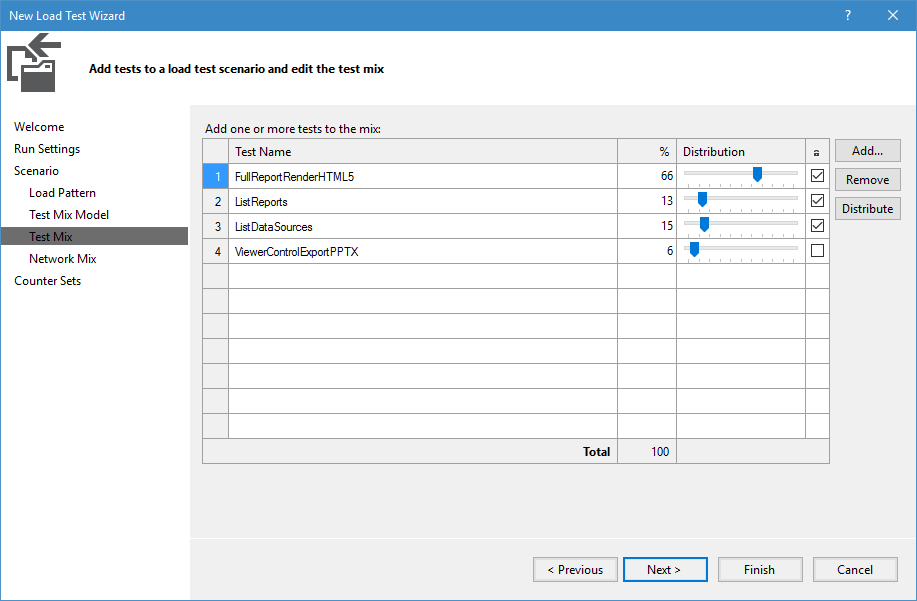 New Load Test Wizard ?
Add tests to a load test scenario and edit the test mix
Welcome
Run Settings
Scenario
Load Pattern
Test Mix Model
Test Mix
Network Mix
Counter Sets
Add one or more tests to the mix:
Test Name % Distribution
1 FullReportRenderHTML5 66
2 ListReports 13
3 ListDataSources 15
4 ViewerControlExportPPTX 6
Total 100
Add...
Remove
Distribute
< Previous Next > Finish Cancel